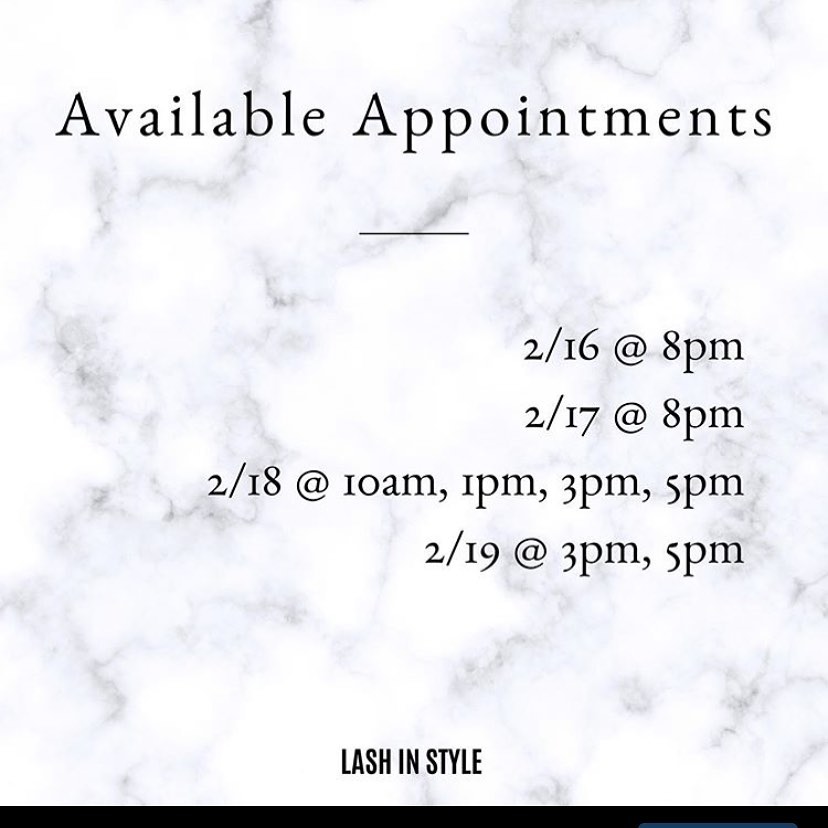 Available Appointments
2/16 @ 8pm
2/17 @ 8pm
2/18 @ 10am, 1pm, 3pm, 5pm
2/19 @ 3pm, 5pm
LASH IN STYLE